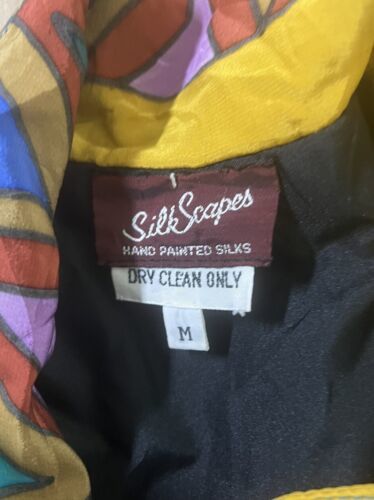 SilkScapes
HAND PAINTED SILKS
DRY CLEAN ONLY
M